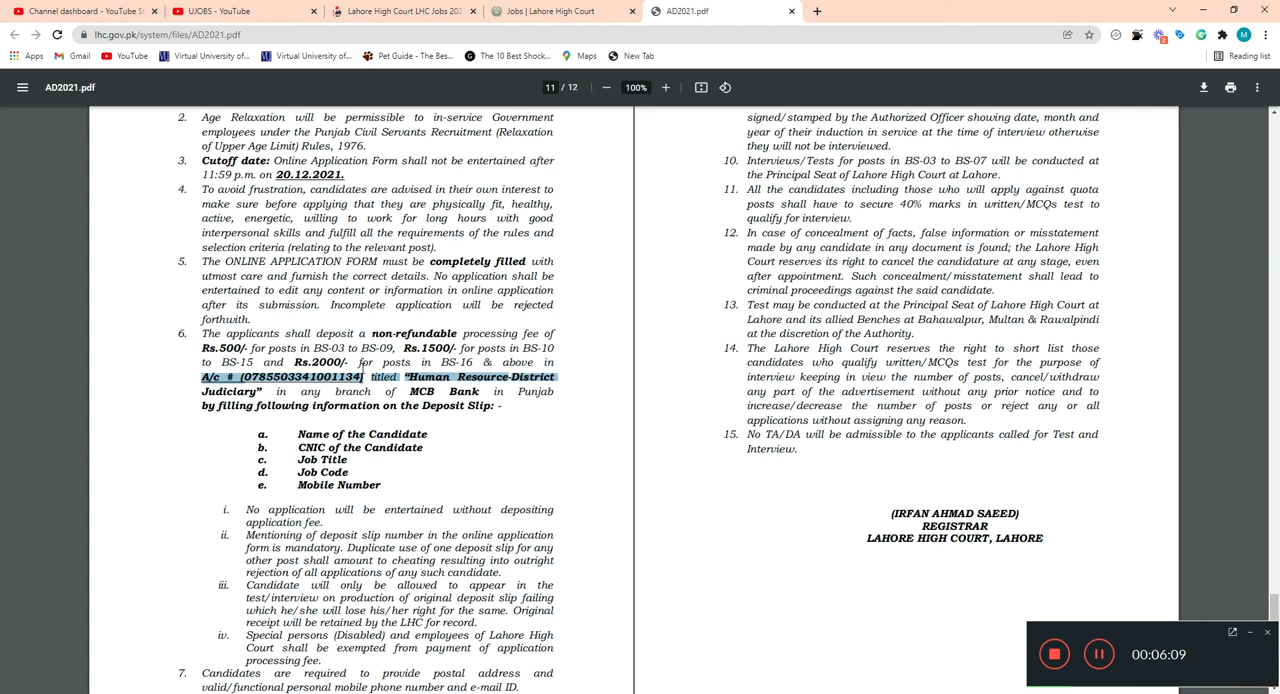 Channel dashboard - YouTube St
UJOBS - YouTube
Lahore High Court LHC Jobs 202
Jobs | Lahore High Court
AD2021.pdf
lhc.gov.pk/system/files/AD2021.pdf
2
M
Apps
Gmail
YouTube
Virtual University of...
Virtual University of...
Pet Guide - The Bes...
The 10 Best Shock...
Maps
New Tab
Reading list
AD2021.pdf
11 / 12
100%
2. Age Relaxation will be permissible to in-service Government
employees under the Punjab Civil Servants Recruitment (Relaxation
of Upper Age Limit) Rules, 1976.
3. Cutoff date: Online Application Form shall not be entertained after
11:59 p.m. on 20.12.2021.
4. To avoid frustration, candidates are advised in their own interest to
make sure before applying that they are physically fit, healthy,
active, energetic, willing to work for long hours with good
interpersonal skills and fulfill all the requirements of the rules and
selection criteria (relating to the relevant post).
5. The ONLINE APPLICATION FORM must be completely filled with
utmost care and furnish the correct details. No application shall be
entertained to edit any content or information in online application
after its submission. Incomplete application will be rejected
forthwith.
6. The applicants shall deposit a non-refundable processing fee of
Rs.500/- for posts in BS-03 to BS-09, Rs.1500/- for posts in BS-10
to BS-15 and Rs.2000/- for posts in BS-16 & above in
A/c # (0785503341001134) titled "Human Resource-District
Judiciary" in any branch of MCB Bank in Punjab
by filling following information on the Deposit Slip: -
a. Name of the Candidate
b. CNIC of the Candidate
c. Job Title
d. Job Code
e. Mobile Number
i. No application will be entertained without depositing
application fee.
ii. Mentioning of deposit slip number in the online application
form is mandatory. Duplicate use of one deposit slip for any
other post shall amount to cheating resulting into outright
rejection of all applications of any such candidate.
iii. Candidate will only be allowed to appear in the
test/interview on production of original deposit slip failing
which he/she will lose his/her right for the same. Original
receipt will be retained by the LHC for record.
iv. Special persons (Disabled) and employees of Lahore High
Court shall be exempted from payment of application
processing fee.
7. Candidates are required to provide postal address and
valid/functional personal mobile phone number and e-mail ID.
signed/stamped by the Authorized Officer showing date, month and
year of their induction in service at the time of interview otherwise
they will not be interviewed.
10. Interviews/Tests for posts in BS-03 to BS-07 will be conducted at
the Principal Seat of Lahore High Court at Lahore.
11. All the candidates including those who will apply against quota
posts shall have to secure 40% marks in written/MCQs test to
qualify for interview.
12. In case of concealment of facts, false information or misstatement
made by any candidate in any document is found; the Lahore High
Court reserves its right to cancel the candidature at any stage, even
after appointment. Such concealment/misstatement shall lead to
criminal proceedings against the said candidate.
13. Test may be conducted at the Principal Seat of Lahore High Court at
Lahore and its allied Benches at Bahawalpur, Multan & Rawalpindi
at the discretion of the Authority.
14. The Lahore High Court reserves the right to short list those
candidates who qualify written/MCQs test for the purpose of
interview keeping in view the number of posts, cancel/withdraw
any part of the advertisement without any prior notice and to
increase/decrease the number of posts or reject any or all
applications without assigning any reason.
15. No TA/DA will be admissible to the applicants called for Test and
Interview.
(IRFAN AHMAD SAEED)
REGISTRAR
LAHORE HIGH COURT, LAHORE
00:06:09